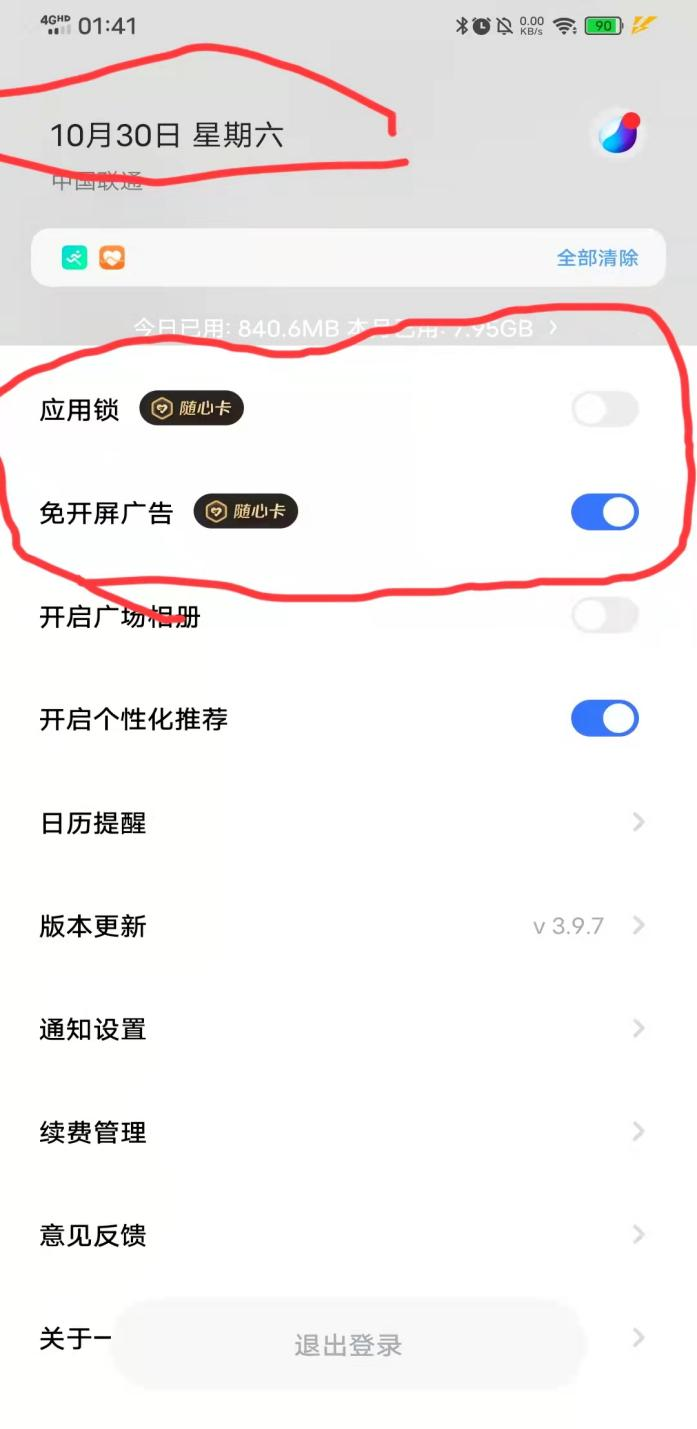 4GHD 01:41 0.00 KB/s 90
10月30日 星期六
中国联通
全部清除
今日已用: 840.6MB 本月已用: 7.95GB
应用锁 随心卡
免开屏广告 随心卡
开启广场相册
开启个性化推荐
日历提醒
版本更新 v 3.9.7
通知设置
续费管理
意见反馈
关于一
退出登录